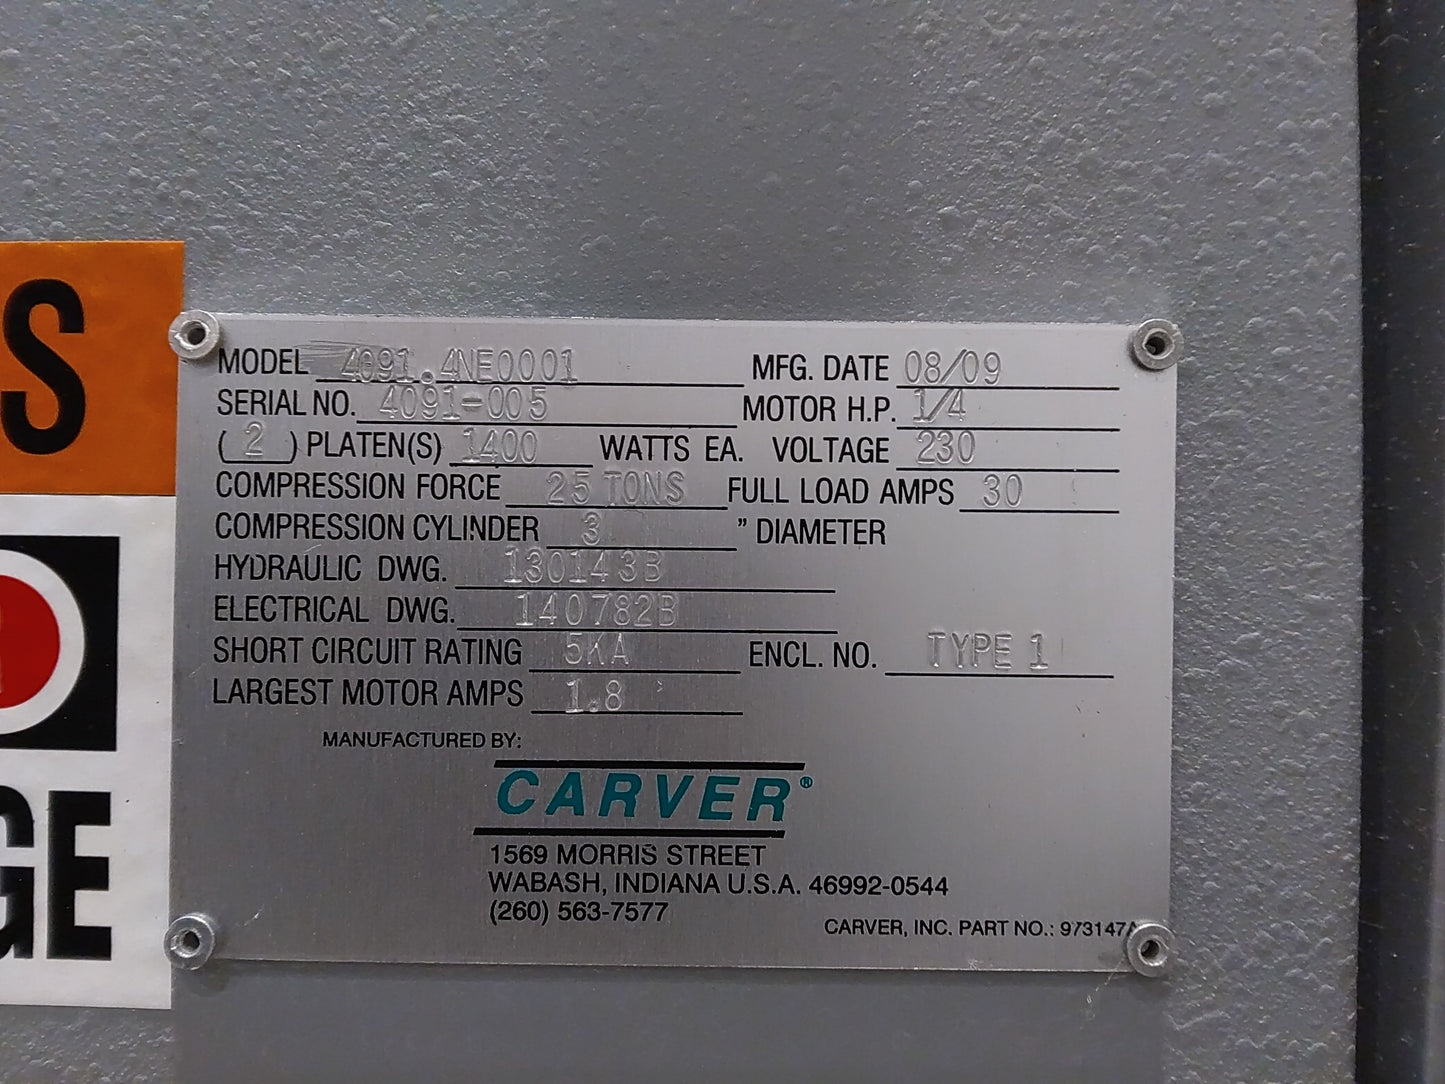 S
GE
MODEL 4091.4NE0001 MFG. DATE 08/09
SERIAL NO. 4091-005 MOTOR H.P. 1/4
( 2 ) PLATEN(S) 1400 WATTS EA. VOLTAGE 230
COMPRESSION FORCE 25 TONS FULL LOAD AMPS 30
COMPRESSION CYLINDER 3 " DIAMETER
HYDRAULIC DWG. 130143B
ELECTRICAL DWG. 140782B
SHORT CIRCUIT RATING 5KA ENCL. NO. TYPE 1
LARGEST MOTOR AMPS 1.8
MANUFACTURED BY:
CARVER®
1569 MORRIS STREET
WABASH, INDIANA U.S.A. 46992-0544
(260) 563-7577
CARVER, INC. PART NO.: 973147A